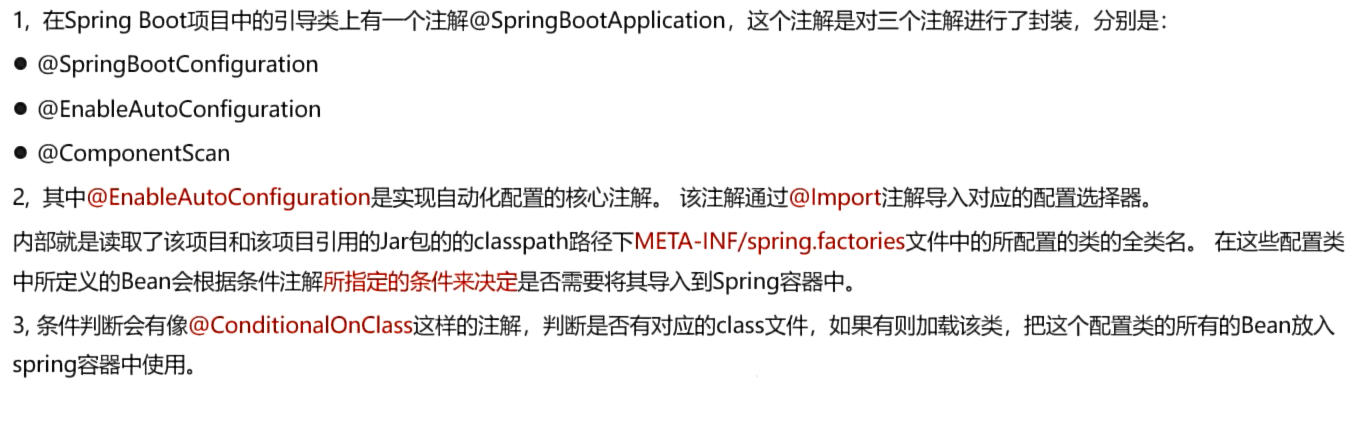 1, 在Spring Boot项目中的引导类上有一个注解@SpringBootApplication，这个注解是对三个注解进行了封装，分别是：
● @SpringBootConfiguration
● @EnableAutoConfiguration
● @ComponentScan
2, 其中@EnableAutoConfiguration是实现自动化配置的核心注解。 该注解通过@Import注解导入对应的配置选择器。
内部就是读取了该项目和该项目引用的Jar包的的classpath路径下META-INF/spring.factories文件中的所配置的类的全类名。 在这些配置类
中所定义的Bean会根据条件注解所指定的条件来决定是否需要将其导入到Spring容器中。
3, 条件判断会有像@ConditionalOnClass这样的注解，判断是否有对应的class文件，如果有则加载该类，把这个配置类的所有的Bean放入
spring容器中使用。